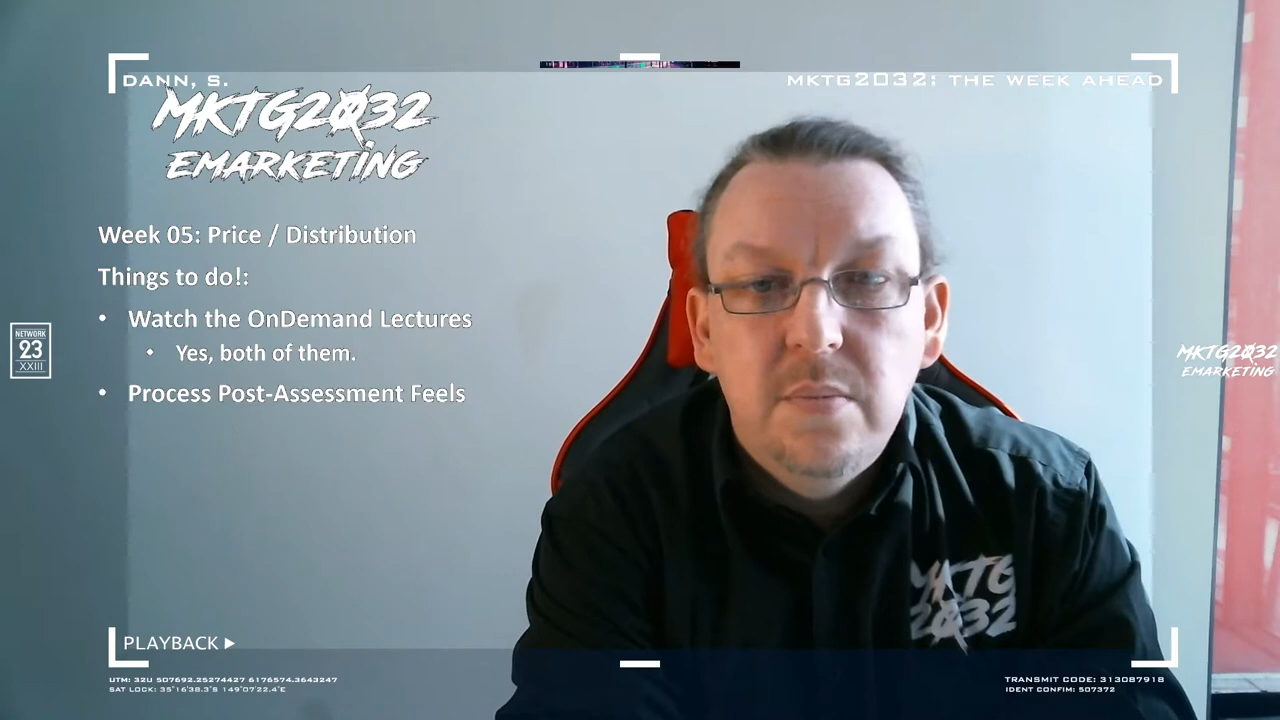 DANN, S.
MKTG2032: THE WEEK AHEAD
MKTG2032
EMARKETING
Week 05: Price / Distribution
Things to do!:
• Watch the OnDemand Lectures
• Yes, both of them.
• Process Post-Assessment Feels
NETWORK
23
XXIII
MKTG2032
EMARKETING
MKTG
2032
PLAYBACK
UTM: 32U 507692.25274427 6176574.3643247
SAT LOCK: 35°16'38.3"S 149°07'22.4"E
TRANSMIT CODE: 313087918
IDENT CONFIM: 507372